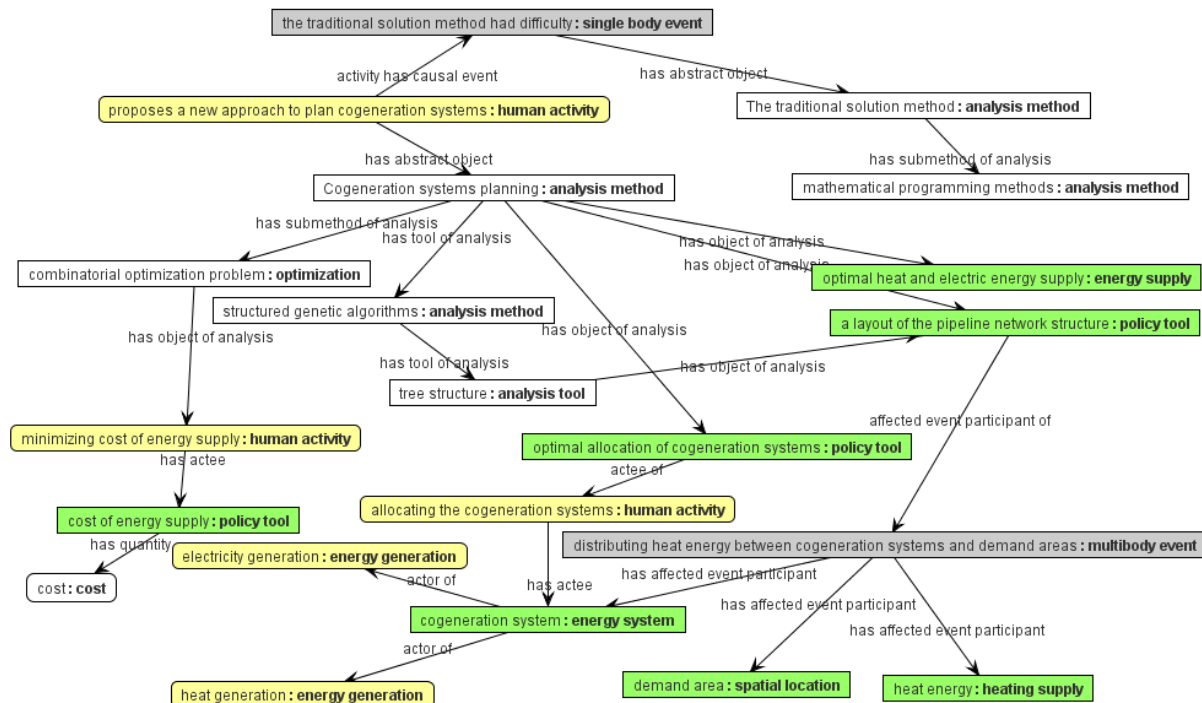 the traditional solution method had difficulty : single body event
activity has causal event
has abstract object
proposes a new approach to plan cogeneration systems : human activity
The traditional solution method : analysis method
has abstract object
has submethod of analysis
Cogeneration systems planning : analysis method
mathematical programming methods : analysis method
has submethod of analysis
has tool of analysis
has object of analysis
has object of analysis
combinatorial optimization problem : optimization
optimal heat and electric energy supply : energy supply
structured genetic algorithms : analysis method
a layout of the pipeline network structure : policy tool
has object of analysis
has object of analysis
has tool of analysis
has object of analysis
tree structure : analysis tool
affected event participant of
minimizing cost of energy supply : human activity
optimal allocation of cogeneration systems : policy tool
has actee
actee of
allocating the cogeneration systems : human activity
cost of energy supply : policy tool
has quantity
electricity generation : energy generation
distributing heat energy between cogeneration systems and demand areas : multibody event
has affected event participant
cost : cost
actor of
has actee
has affected event participant
cogeneration system : energy system
has affected event participant
actor of
demand area : spatial location
heat energy : heating supply
heat generation : energy generation